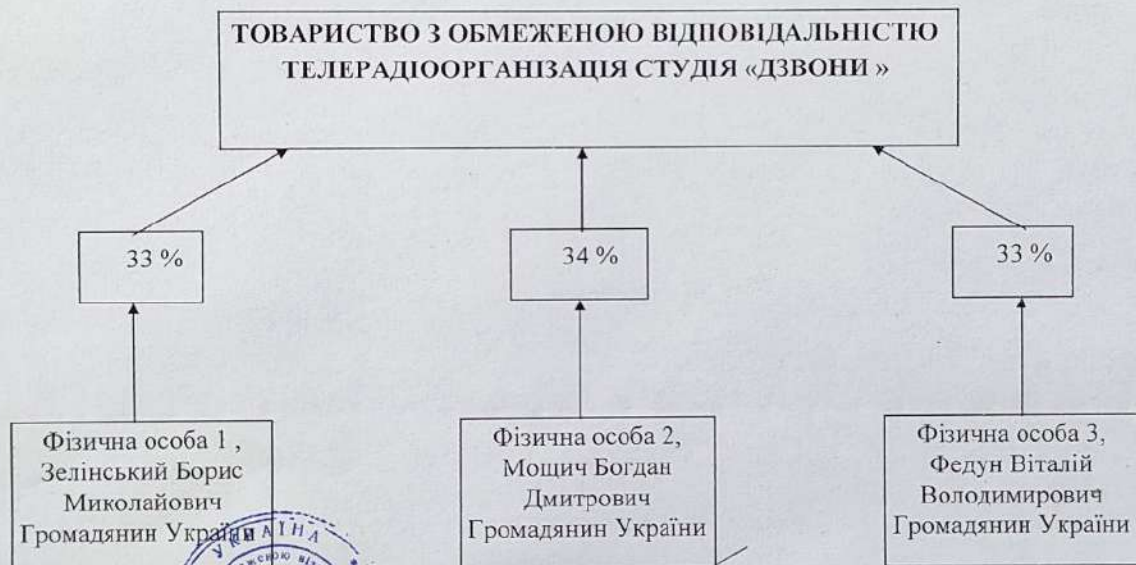 ТОВАРИСТВО З ОБМЕЖЕНОЮ ВІДПОВІДАЛЬНІСТЮ
ТЕЛЕРАДІООРГАНІЗАЦІЯ СТУДІЯ «ДЗВОНИ »
33 %
34 %
33 %
Фізична особа 1 ,
Зелінський Борис
Миколайович
Громадянин України
Фізична особа 2,
Мощич Богдан
Дмитрович
Громадянин України
Фізична особа 3,
Федун Віталій
Володимирович
Громадянин України
УКРАЇНА